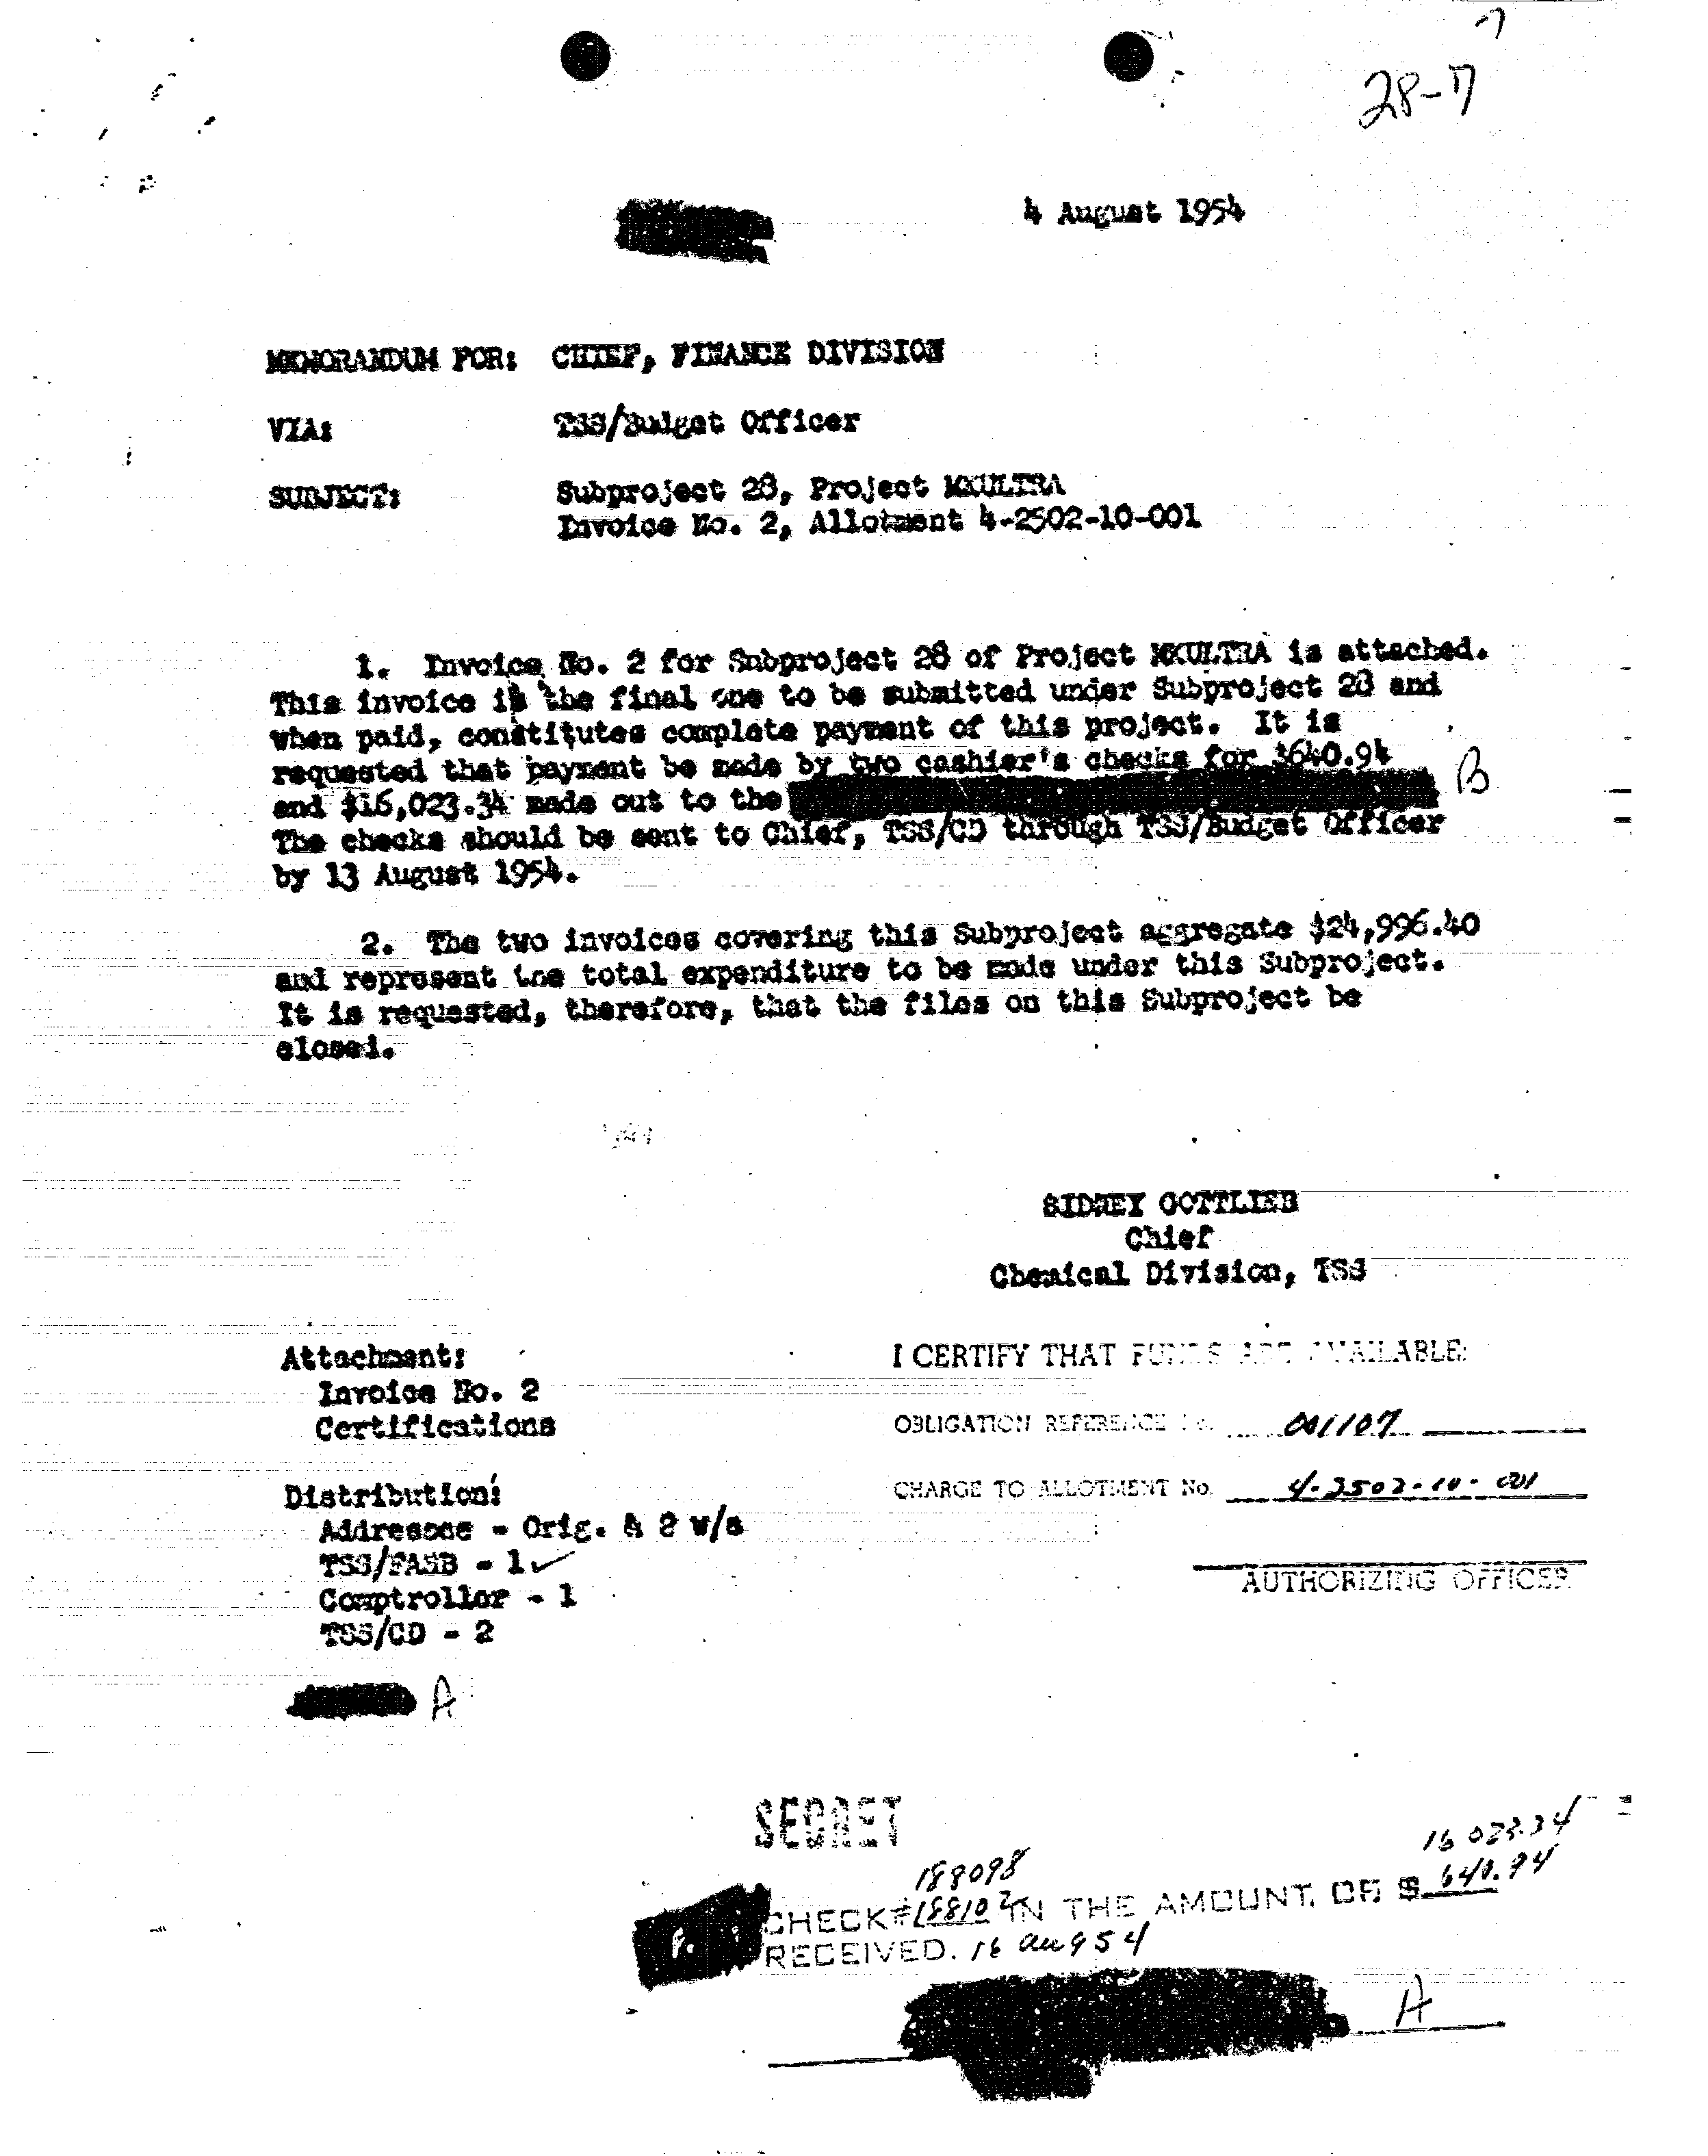 28-17
4 August 1954
MEMORANDUM FOR: CHIEF, FINANCE DIVISION
VIA: TSS/Budget Officer
SUBJECT: Subproject 28, Project MKULTRA
Invoice No. 2, Allotment 4-2502-10-001
1. Invoice No. 2 for Subproject 28 of Project MKULTRA is attached.
This invoice is the final one to be submitted under Subproject 28 and
when paid, constitutes complete payment of this project. It is
requested that payment be made by two cashier's checks for $640.94
and $16,023.34 made out to the
B
The checks should be sent to Chief, TSS/CD through TSS/Budget Officer
by 13 August 1954.
2. The two invoices covering this Subproject aggregate $24,996.40
and represent the total expenditure to be made under this Subproject.
It is requested, therefore, that the files on this Subproject be
closed.
SIDNEY GOTTLIEB
Chief
Chemical Division, TSS
Attachment:
Invoice No. 2
Certifications
I CERTIFY THAT FUNDS ARE AVAILABLE:
OBLIGATION REFERENCE No. 001107
CHARGE TO ALLOTMENT No. 4-2502-10-001
AUTHORIZING OFFICER
Distribution:
Addressee - Orig. & 2 w/a
TSS/FASB - 1
Comptroller - 1
TSS/CD - 2
A
SECRET
188098
16 023.34
CHECK #188102 IN THE AMOUNT OF $ 640.94
RECEIVED. 16 Aug 54
A